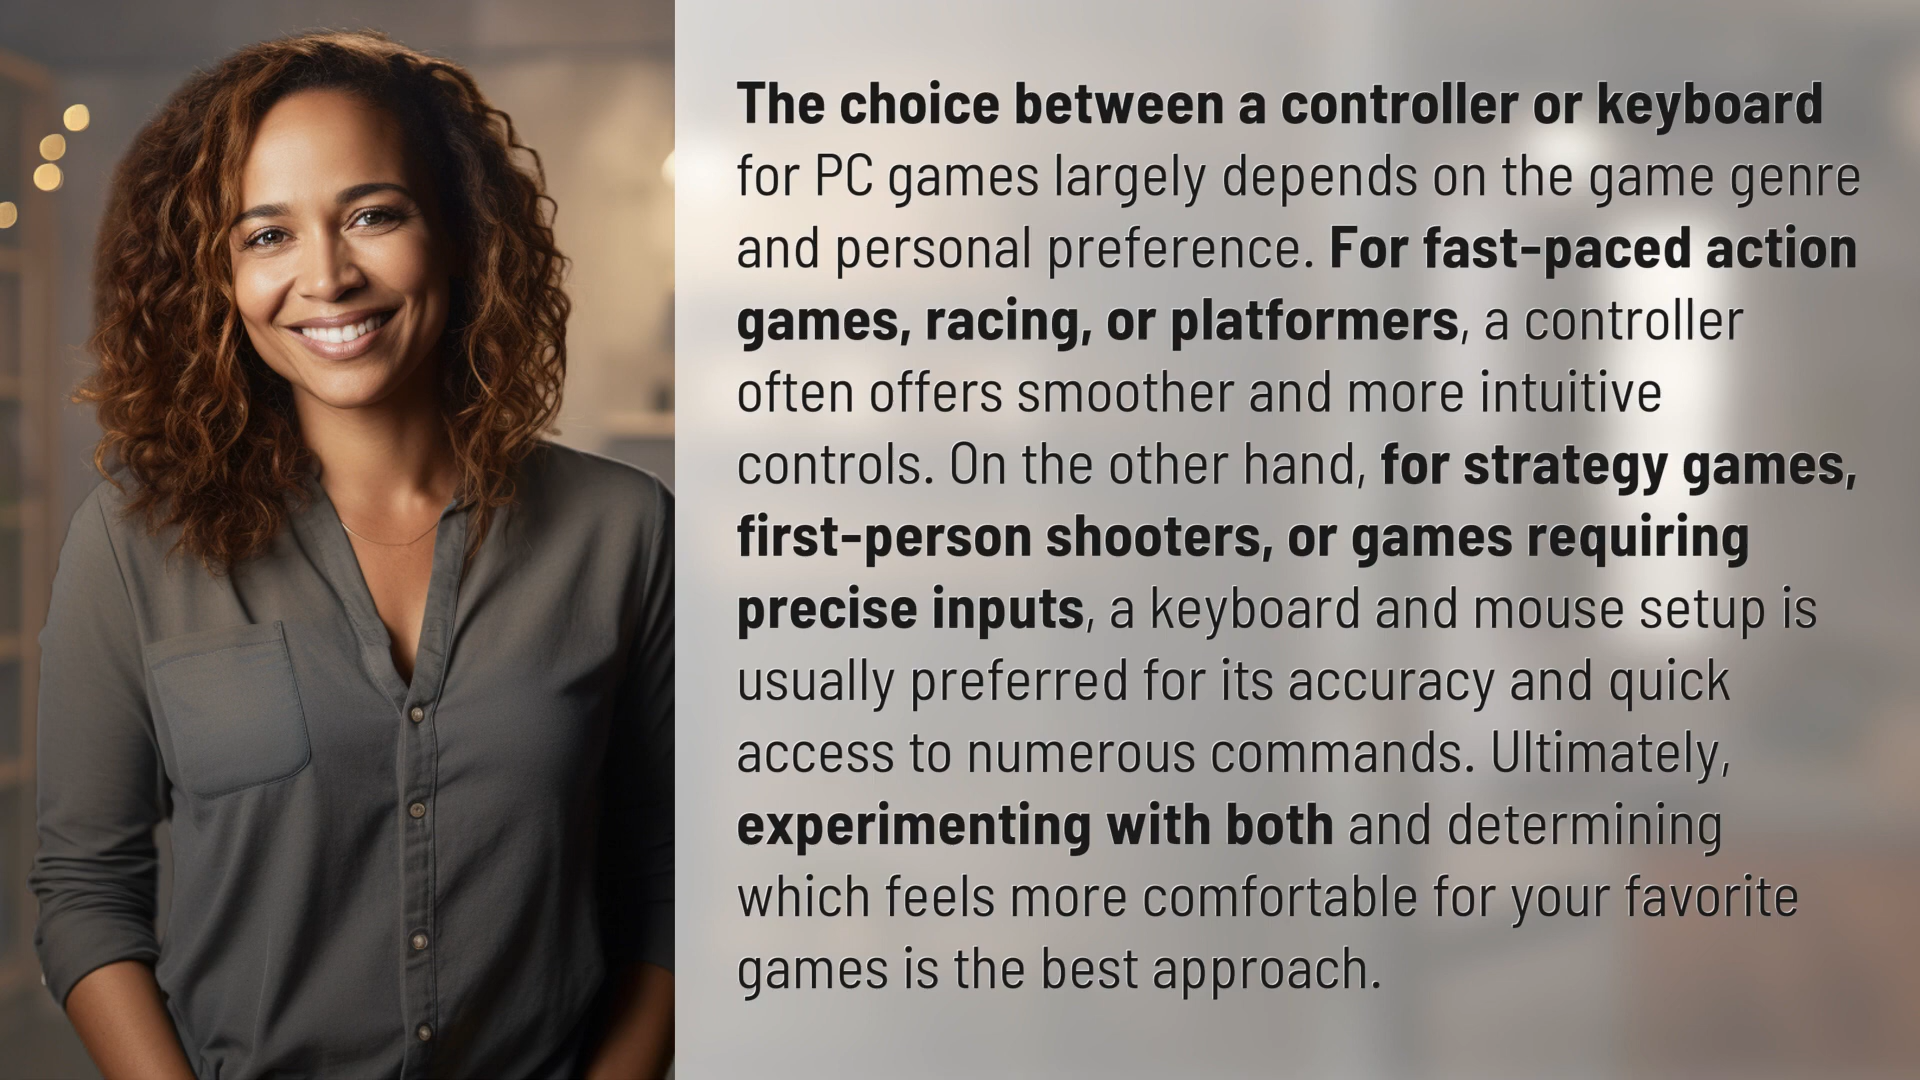 The choice between a controller or keyboard
for PC games largely depends on the game genre
and personal preference. For fast-paced action
games, racing, or platformers, a controller
often offers smoother and more intuitive
controls. On the other hand, for strategy games,
first-person shooters, or games requiring
precise inputs, a keyboard and mouse setup is
usually preferred for its accuracy and quick
access to numerous commands. Ultimately,
experimenting with both and determining
which feels more comfortable for your favorite
games is the best approach.